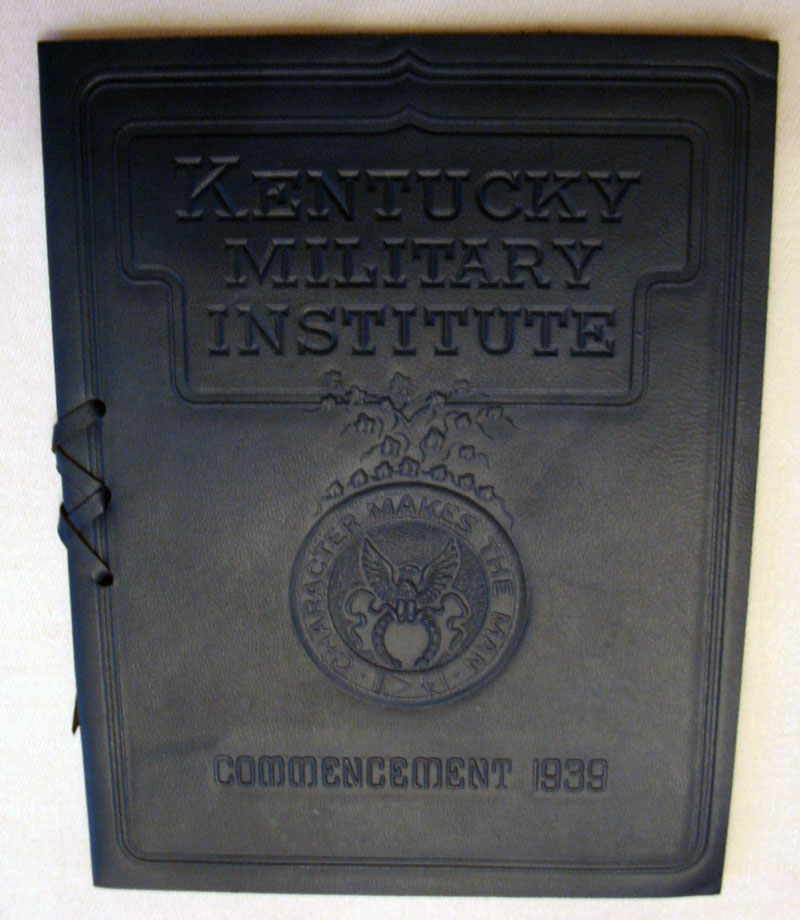 KENTUCKY
MILITARY
INSTITUTE
CHARACTER MAKES THE MAN
COMMENCEMENT 1939